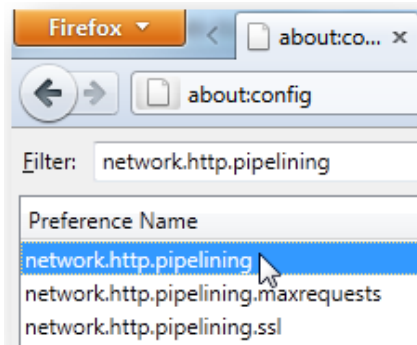 Firefox
about:co...
about:config
Filter: network.http.pipelining
Preference Name
network.http.pipelining
network.http.pipelining.maxrequests
network.http.pipelining.ssl